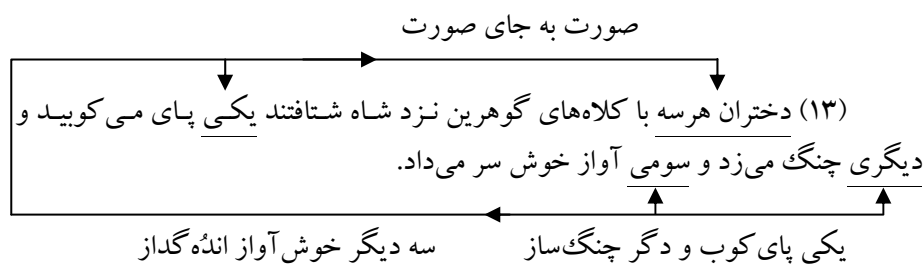 صورت به جای صورت
(۱۳) دختران هرسه با کلاه‌های گوهرین نزد شاه شتافتند یکی پای می‌کوبید و
دیگری چنگ می‌زد و سومی آواز خوش سر می‌داد.
یکی پای‌کوب و دگر چنگ‌ساز سه دیگر خوش‌آواز اندُه‌گداز